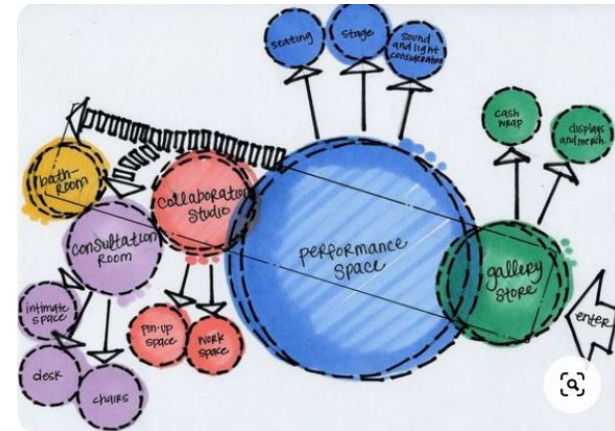 seating
stage
sound
and light
consideration
cash
wrap
displays
and merch.
bath-
room
collaboration
studio
consultation
room
performance
space
gallery
store
enter
intimate
space
pin-up
space
work
space
desk
chairs